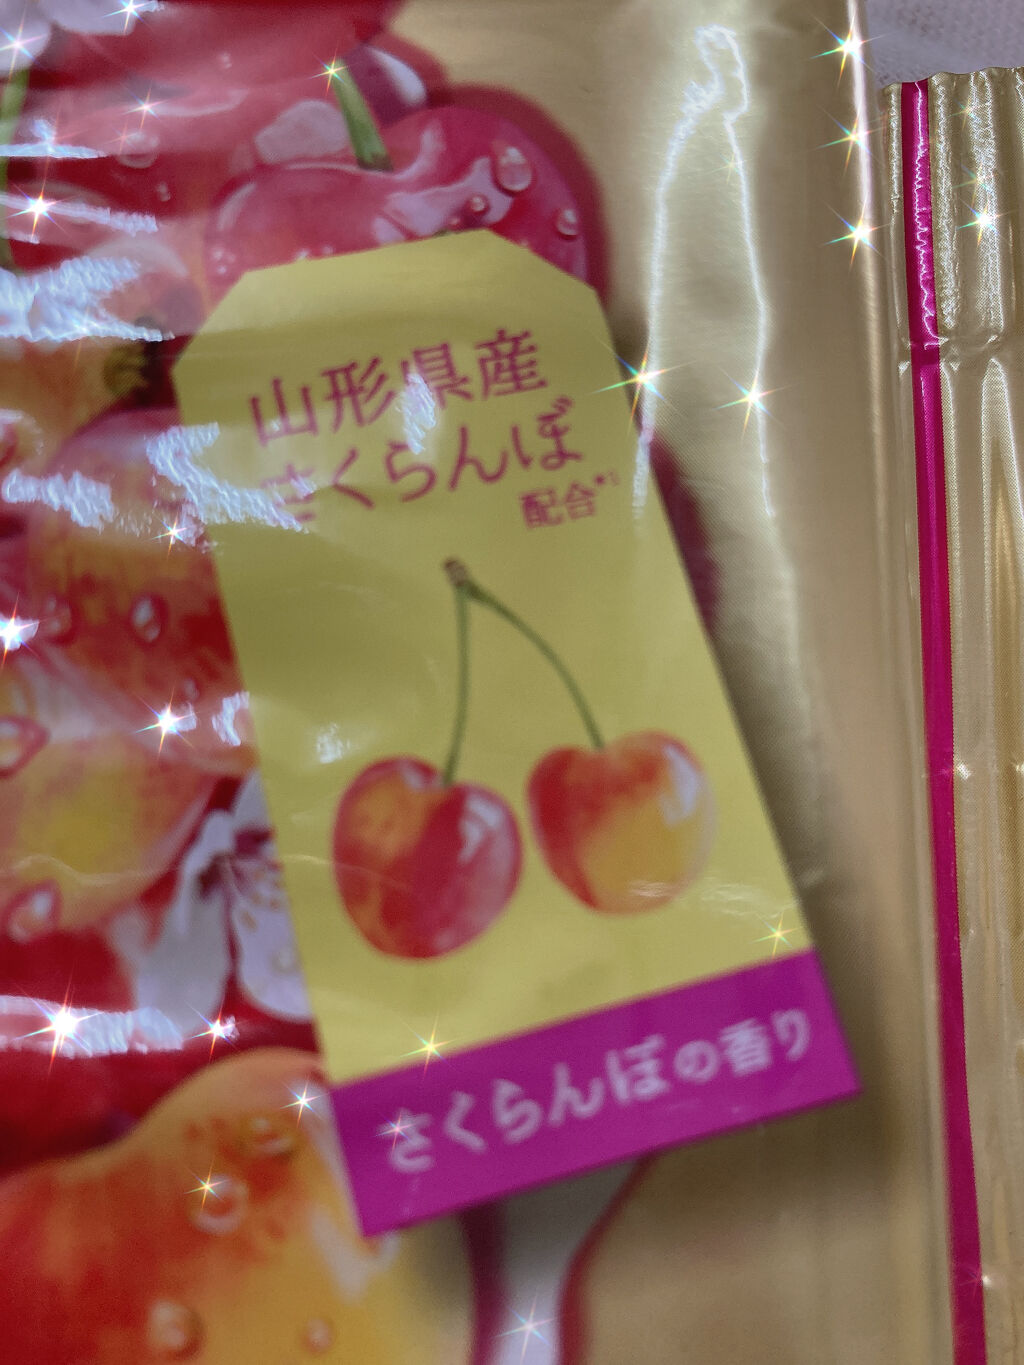 山形県産
さくらんぼ
配合*1
さくらんぼの香り